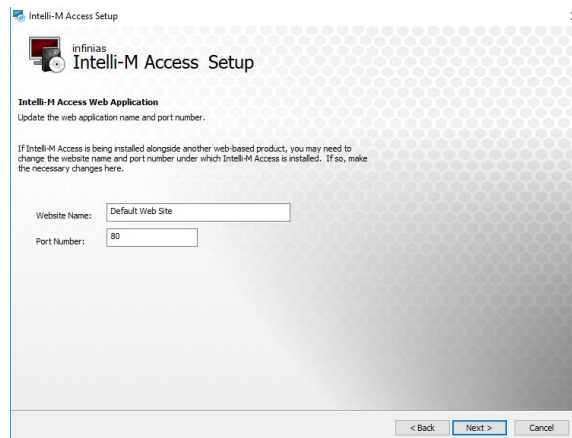 Intelli-M Access Setup
infinias
Intelli-M Access Setup
Intelli-M Access Web Application
Update the web application name and port number.
If Intelli-M Access is being installed alongside another web-based product, you may need to
change the website name and port number under which Intelli-M Access is installed. If so, make
the necessary changes here.
Website Name: Default Web Site
Port Number: 80
< Back Next > Cancel